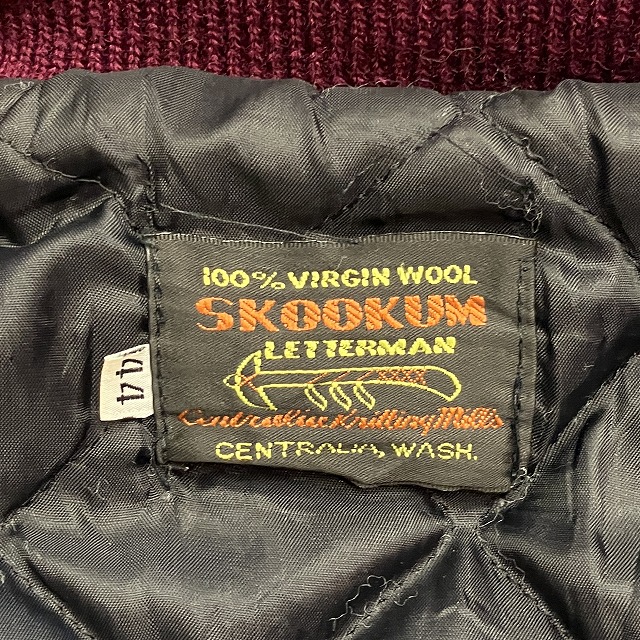 100% VIRGIN WOOL
SKOOKUM
LETTERMAN
Centralia Knitting Mills
CENTRALIA, WASH.
44